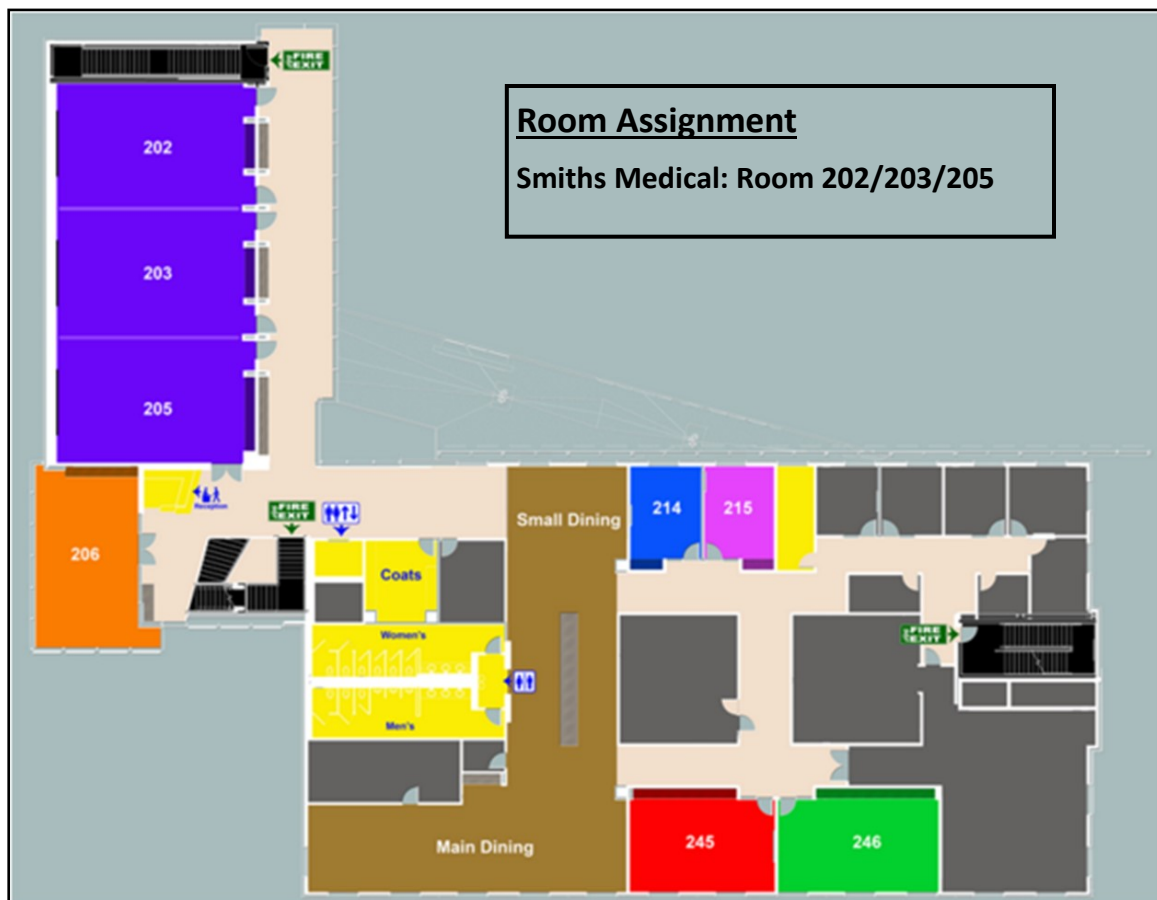 FIRE
EXIT
Room Assignment
Smiths Medical: Room 202/203/205
202
203
205
Reception
FIRE
EXIT
206
Small Dining
214
215
Coats
Women's
FIRE
EXIT
Men's
Main Dining
245
246